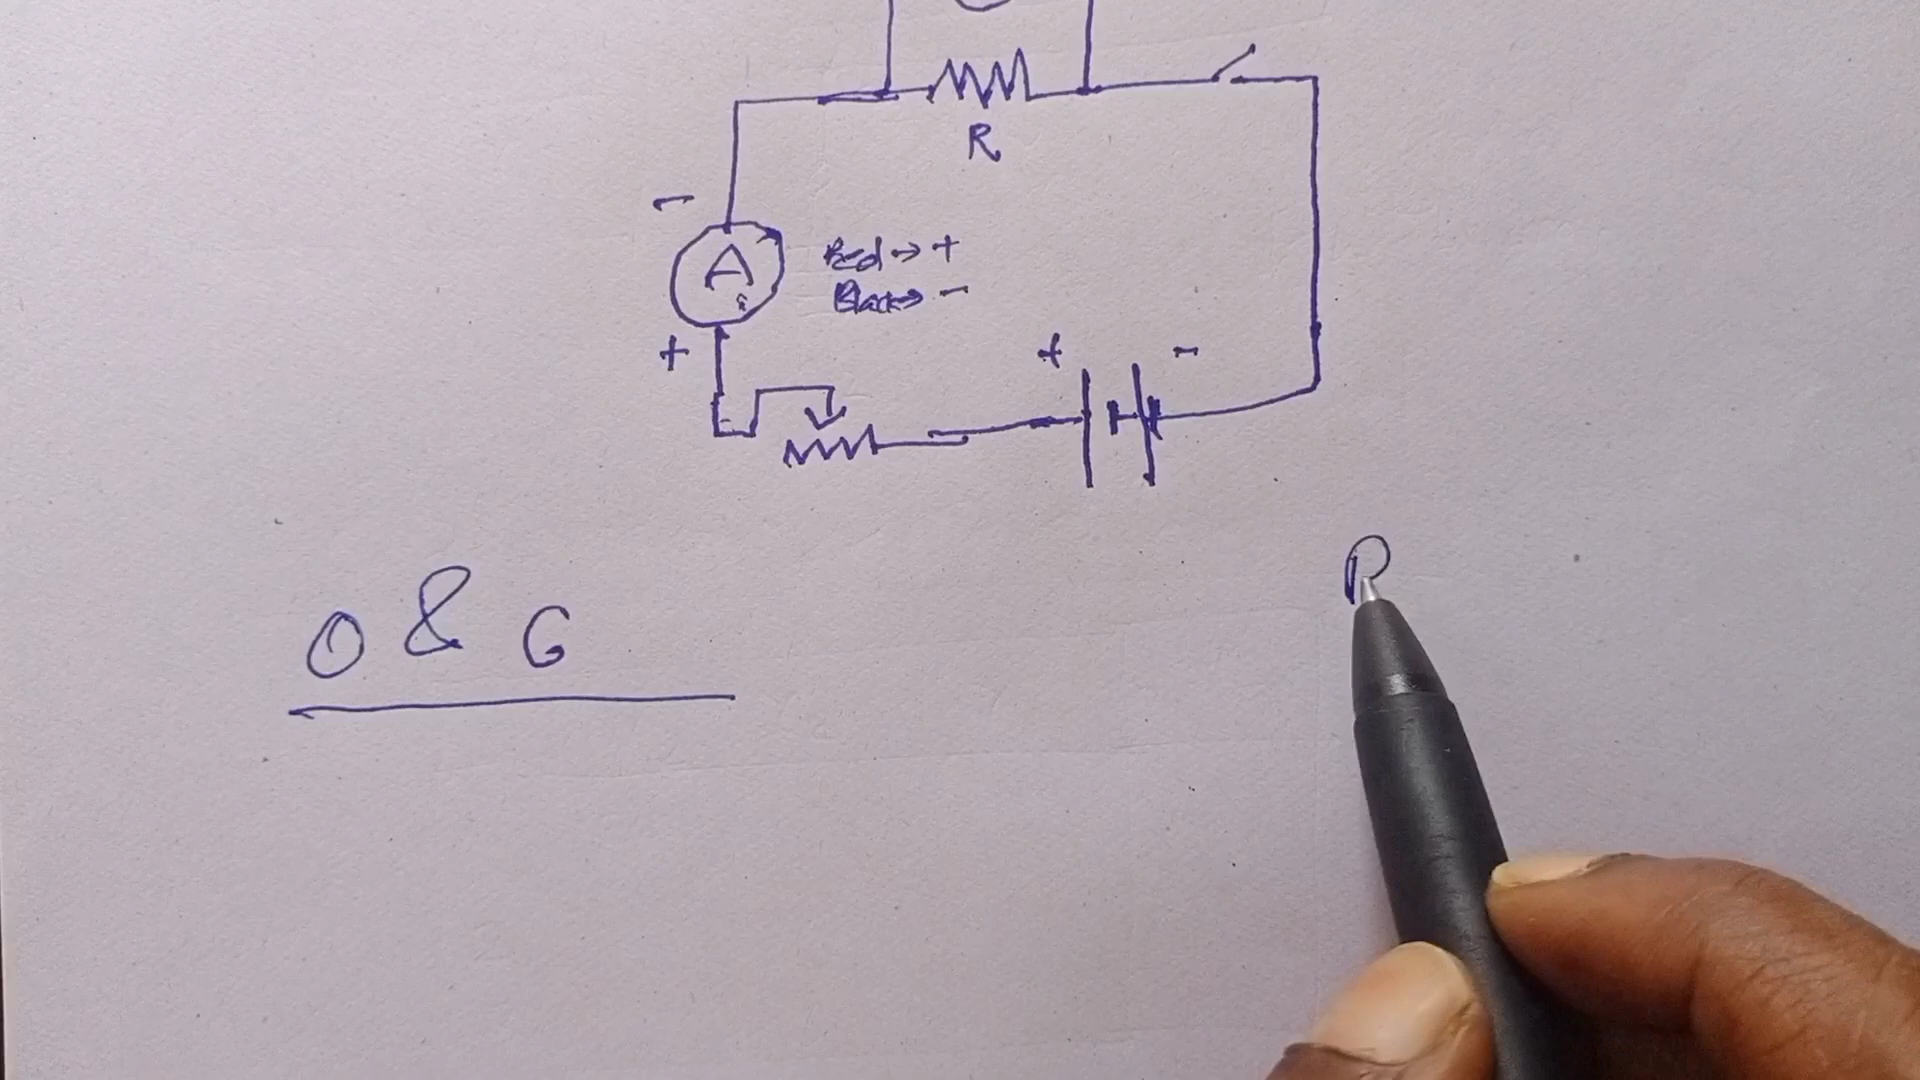 R
-
A
Red → +
Black → -
+
+ -
P
O & G